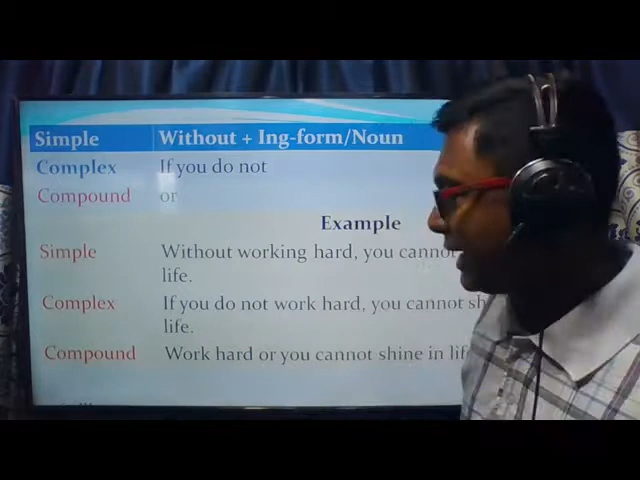 Simple Without + Ing-form/Noun
Complex If you do not
Compound or
Example
Simple Without working hard, you cannot
life.
Complex If you do not work hard, you cannot sh
life.
Compound Work hard or you cannot shine in lif